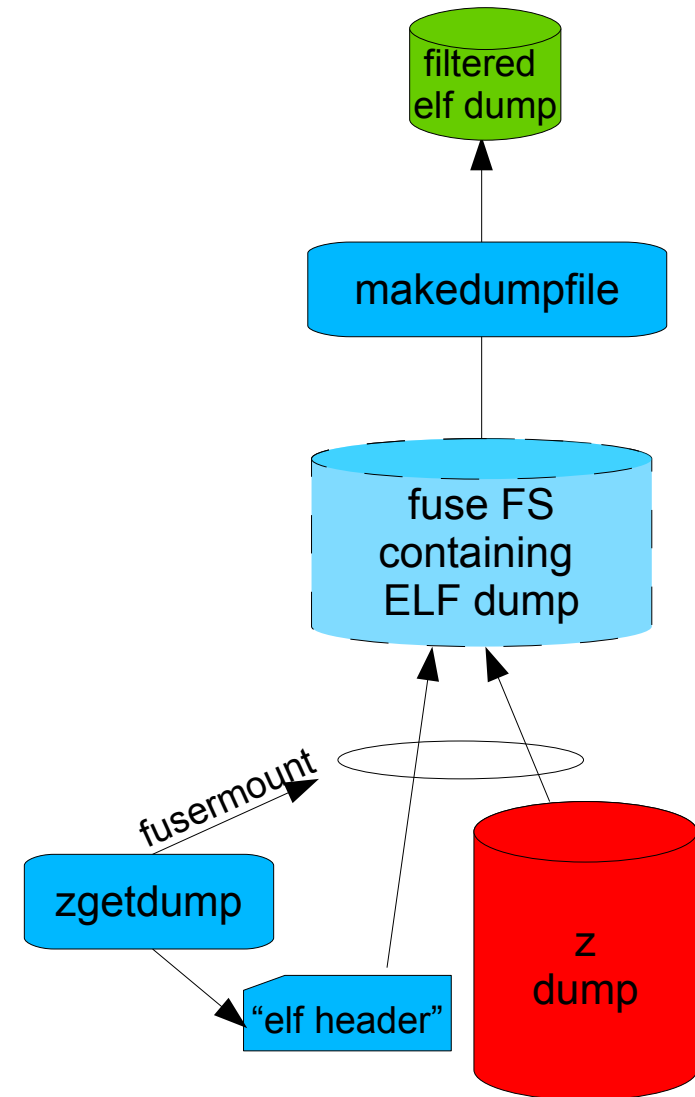 filtered
elf dump
makedumpfile
fuse FS
containing
ELF dump
fusermount
zgetdump
z
dump
“elf header”